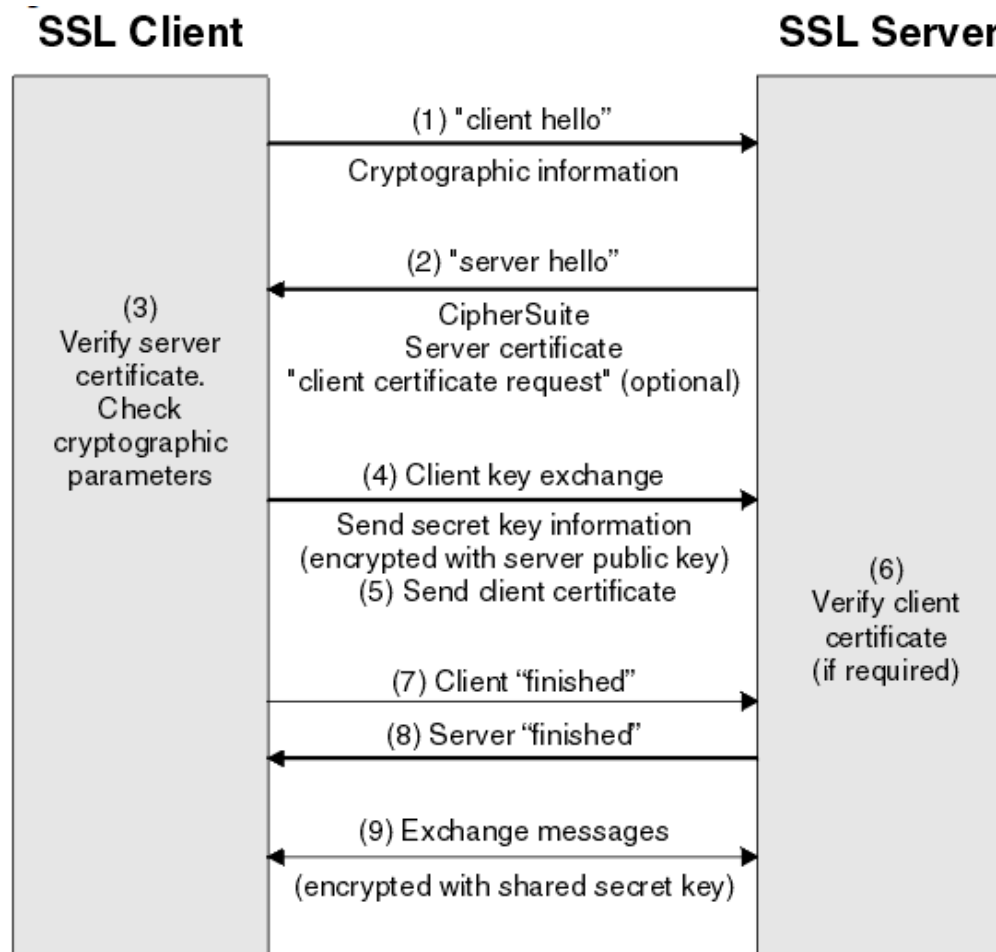 SSL Client
SSL Server
(1) "client hello”
Cryptographic information
(2) "server hello”
CipherSuite
Server certificate
"client certificate request" (optional)
(3)
Verify server
certificate.
Check
cryptographic
parameters
(4) Client key exchange
Send secret key information
(encrypted with server public key)
(5) Send client certificate
(6)
Verify client
certificate
(if required)
(7) Client “finished”
(8) Server “finished”
(9) Exchange messages
(encrypted with shared secret key)